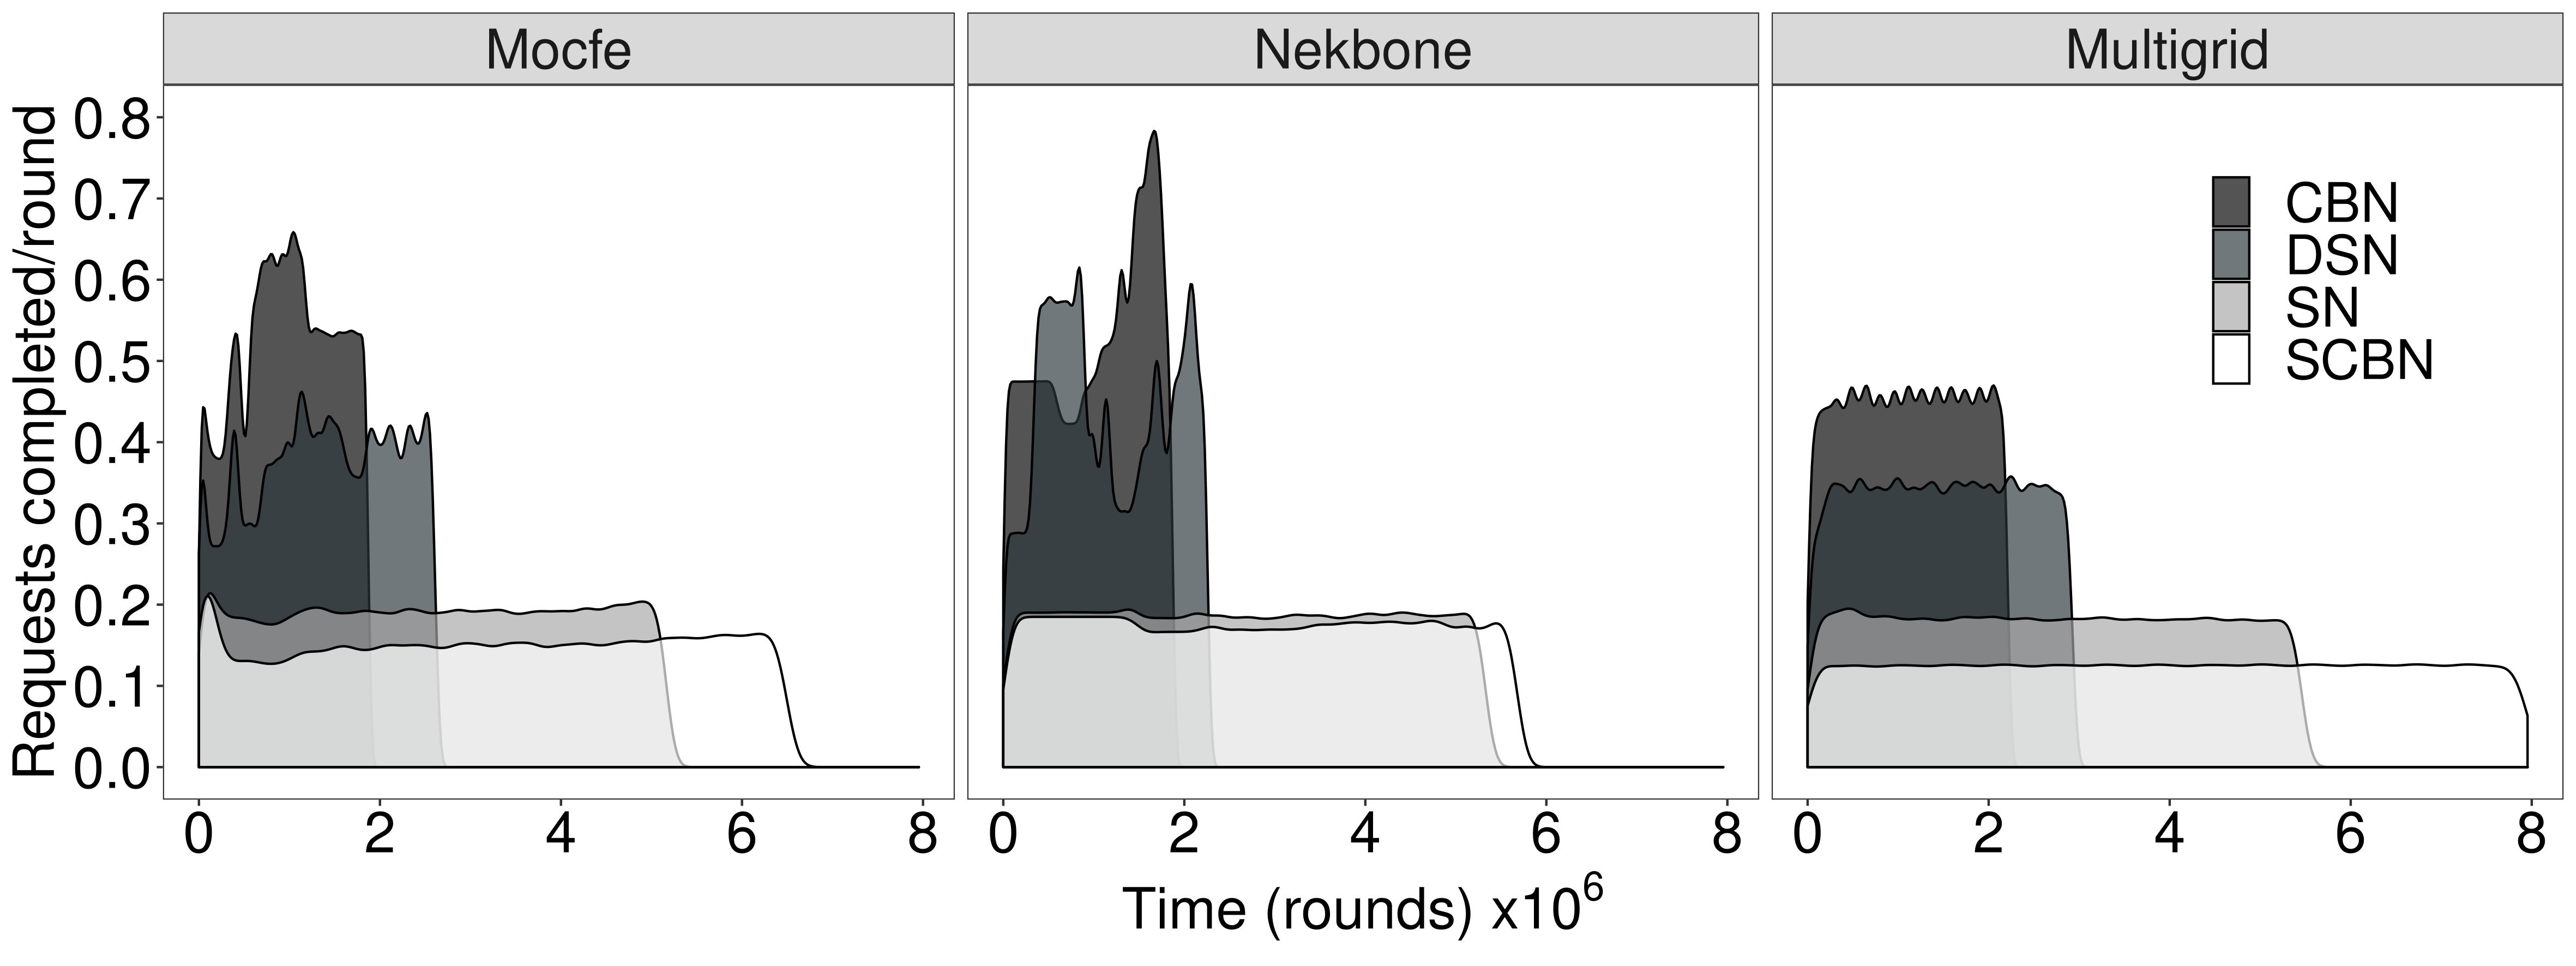 Mocfe
Nekbone
Multigrid
Requests completed/round
0.8
0.7
0.6
0.5
0.4
0.3
0.2
0.1
0.0
CBN
DSN
SN
SCBN
0 2 4 6 8
0 2 4 6 8
0 2 4 6 8
Time (rounds) x10⁶